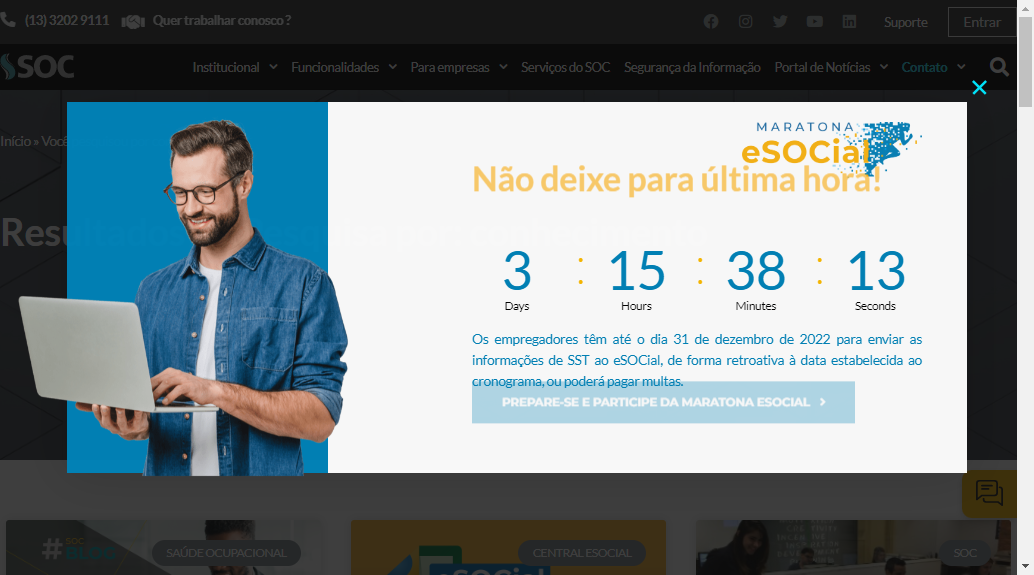 (13) 3202 9111
Quer trabalhar conosco ?
Suporte
Entrar
SOC
Institucional
Funcionalidades
Para empresas
Serviços do SOC
Segurança da Informação
Portal de Notícias
Contato
Início » Você
MARATONA
eSOCial
Não deixe para última hora!
3 : 15 : 38 : 13
Days Hours Minutes Seconds
Os empregadores têm até o dia 31 de dezembro de 2022 para enviar as
informações de SST ao eSOCial, de forma retroativa à data estabelecida ao
cronograma, ou poderá pagar multas.
PREPARE-SE E PARTICIPE DA MARATONA ESOCIAL
#SOC
SAÚDE OCUPACIONAL
CENTRAL ESOCIAL
SOC
eSOCial